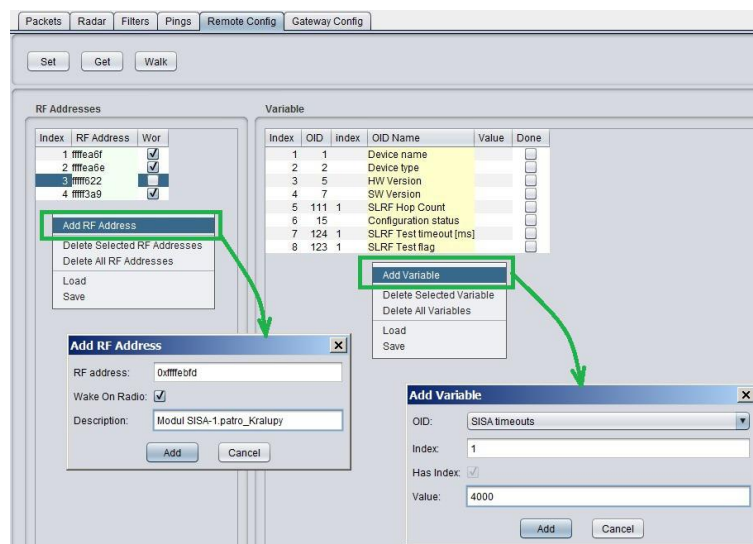 Packets Radar Filters Pings Remote Config Gateway Config
Set Get Walk
RF Addresses
Index RF Address Wor
1 ffffea6f
2 ffffea6e
3 fffff622
4 fffff3a9
Add RF Address
Delete Selected RF Addresses
Delete All RF Addresses
Load
Save
Variable
Index OID index OID Name Value Done
1 1 Device name
2 2 Device type
3 5 HW Version
4 7 SW Version
5 111 1 SLRF Hop Count
6 15 Configuration status
7 124 1 SLRF Test timeout [ms]
8 123 1 SLRF Test flag
Add Variable
Delete Selected Variable
Delete All Variables
Load
Save
Add RF Address
RF address: 0xffffebfd
Wake On Radio:
Description: Modul SISA-1.patro_Kralupy
Add Cancel
Add Variable
OID: SISA timeouts
Index: 1
Has Index:
Value: 4000
Add Cancel